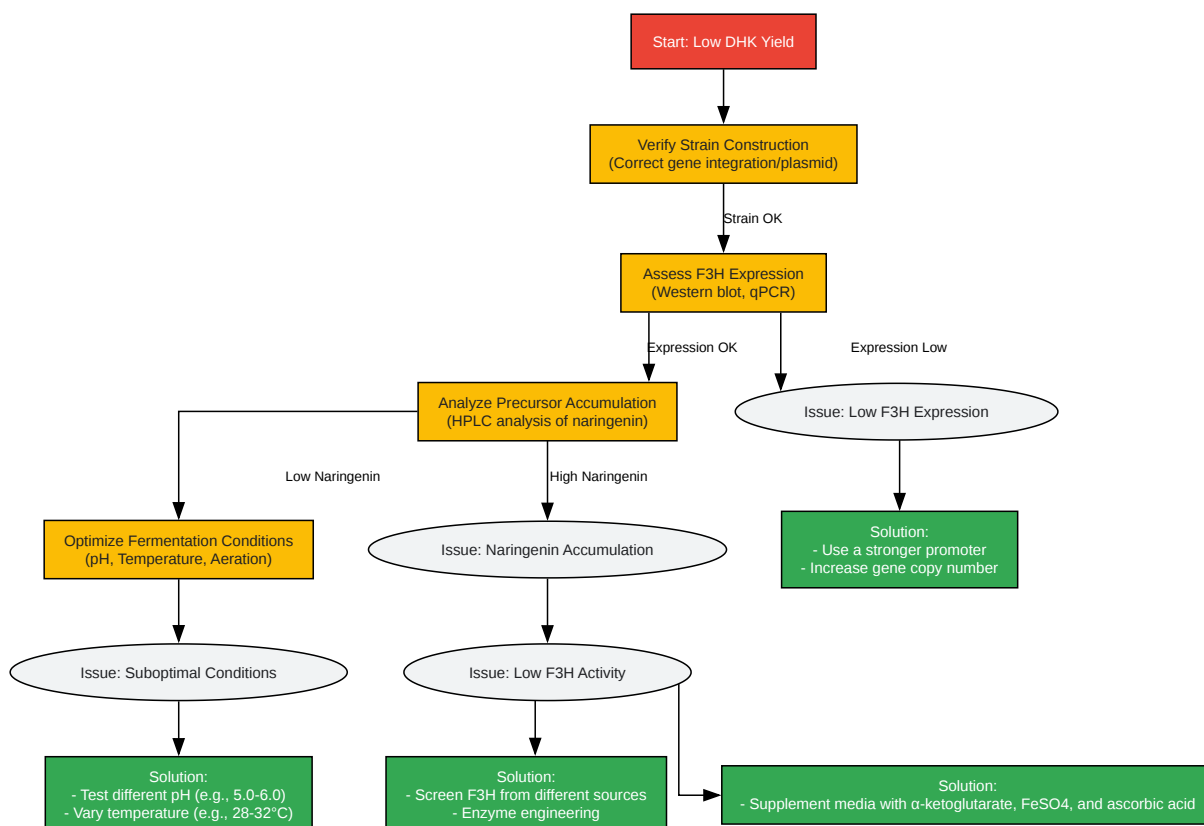 Start: Low DHK Yield
Verify Strain Construction
(Correct gene integration/plasmid)
Strain OK
Assess F3H Expression
(Western blot, qPCR)
Expression OK
Expression Low
Analyze Precursor Accumulation
(HPLC analysis of naringenin)
Issue: Low F3H Expression
Low Naringenin
High Naringenin
Optimize Fermentation Conditions
(pH, Temperature, Aeration)
Issue: Naringenin Accumulation
Solution:
- Use a stronger promoter
- Increase gene copy number
Issue: Suboptimal Conditions
Issue: Low F3H Activity
Solution:
- Test different pH (e.g., 5.0-6.0)
- Vary temperature (e.g., 28-32°C)
Solution:
- Screen F3H from different sources
- Enzyme engineering
Solution:
- Supplement media with α-ketoglutarate, FeSO4, and ascorbic acid